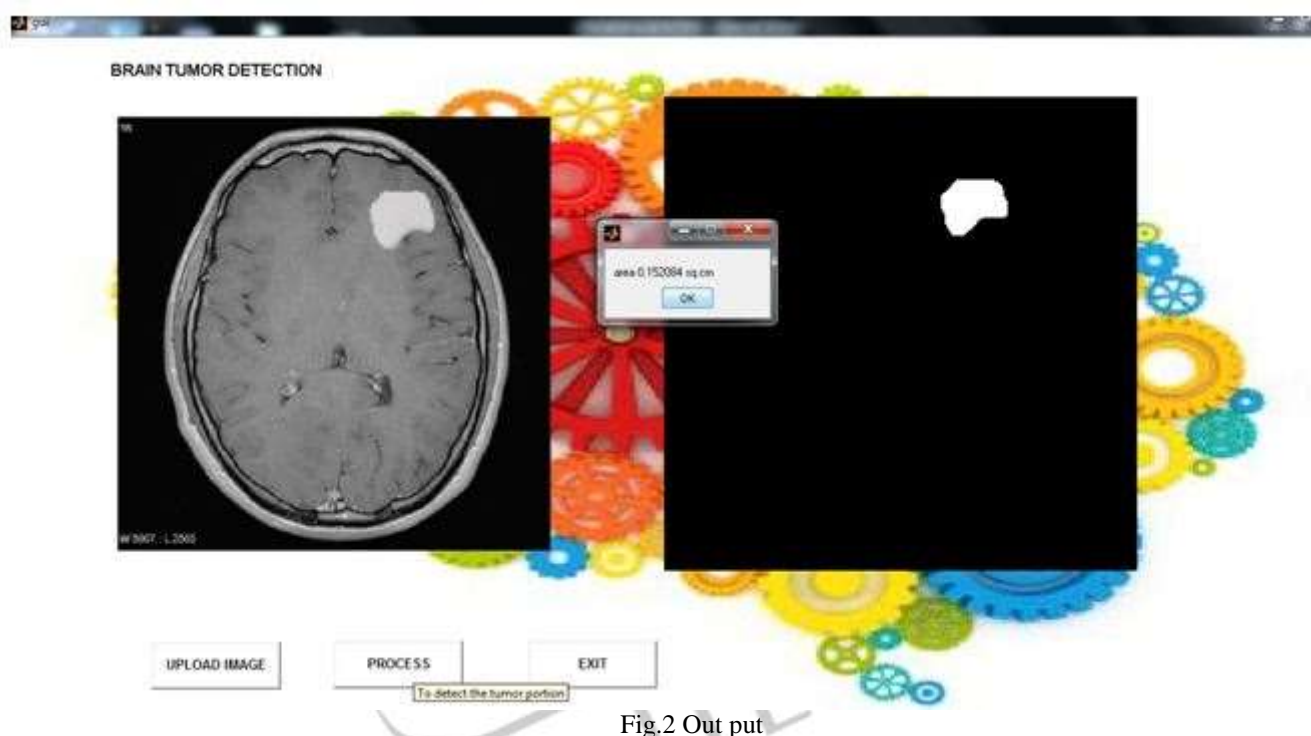 gui
BRAIN TUMOR DETECTION
area 0.152084 sq.cm
OK
UPLOAD IMAGE
PROCESS
EXIT
To detect the tumor portion
Fig.2 Out put